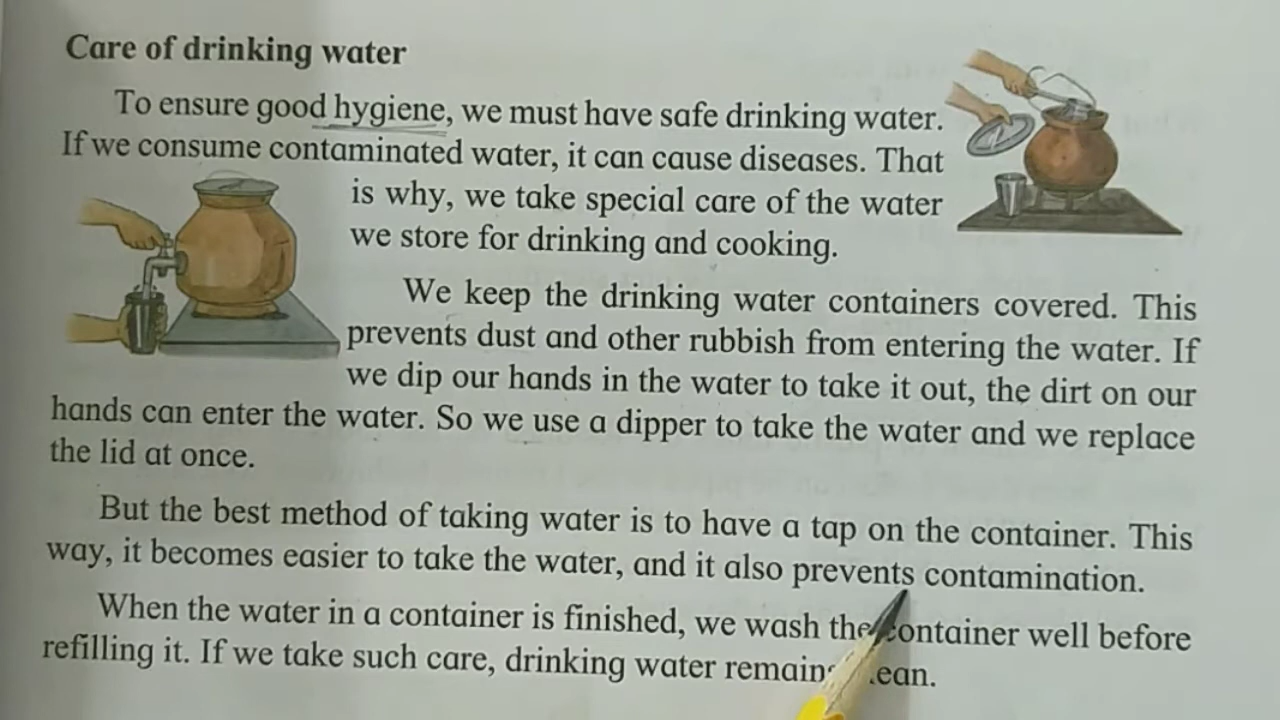 Care of drinking water
To ensure good hygiene, we must have safe drinking water.
If we consume contaminated water, it can cause diseases. That
is why, we take special care of the water
we store for drinking and cooking.
We keep the drinking water containers covered. This
prevents dust and other rubbish from entering the water. If
we dip our hands in the water to take it out, the dirt on our
hands can enter the water. So we use a dipper to take the water and we replace
the lid at once.
But the best method of taking water is to have a tap on the container. This
way, it becomes easier to take the water, and it also prevents contamination.
When the water in a container is finished, we wash the container well before
refilling it. If we take such care, drinking water remains clean.